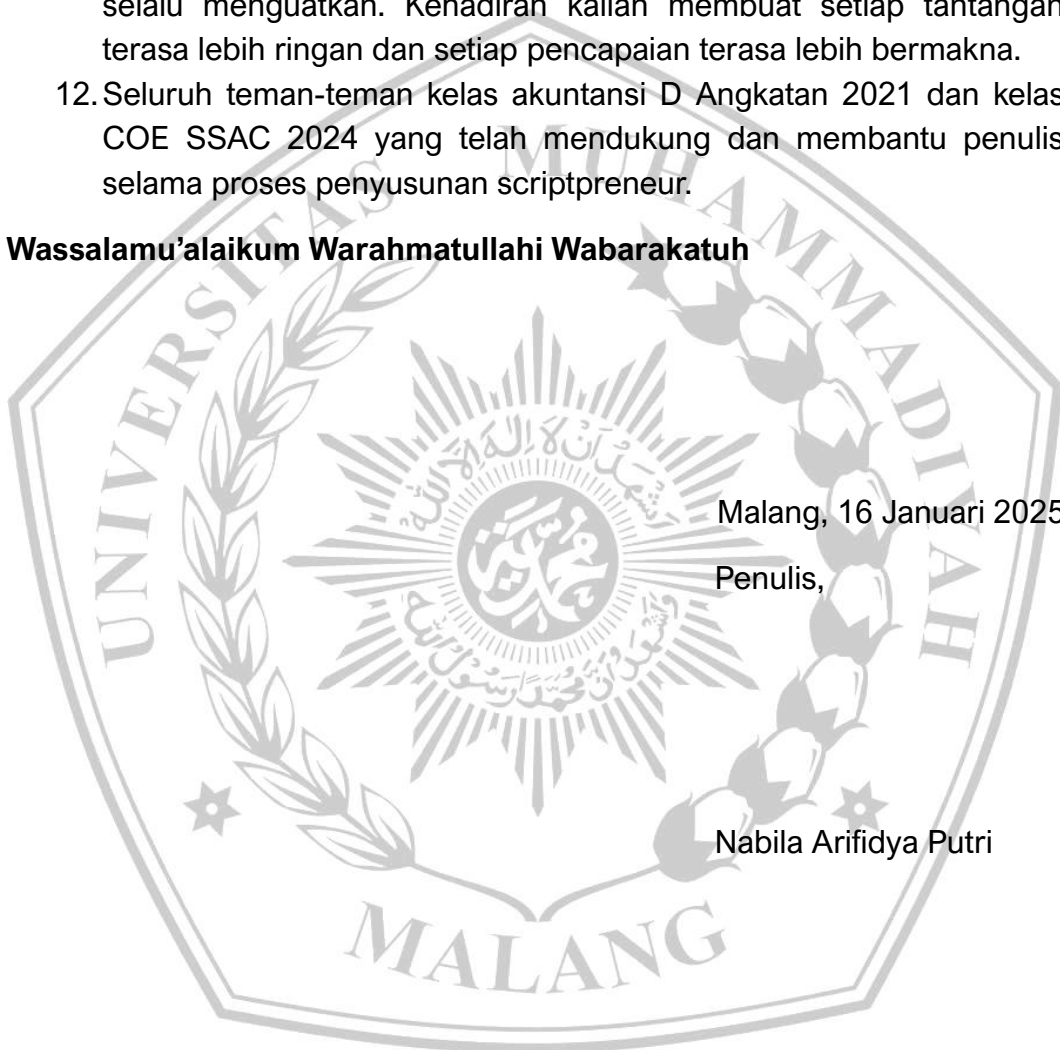 selalu menguatkan. Kehadiran kalian membuat setiap tantangan
terasa lebih ringan dan setiap pencapaian terasa lebih bermakna.
12. Seluruh teman-teman kelas akuntansi D Angkatan 2021 dan kelas
COE SSAC 2024 yang telah mendukung dan membantu penulis
selama proses penyusunan scriptpreneur.
Wassalamu’alaikum Warahmatullahi Wabarakatuh
Malang, 16 Januari 2025
Penulis,
Nabila Arifidya Putri
UNIVERSITAS MUHAMMADIYAH
MALANG